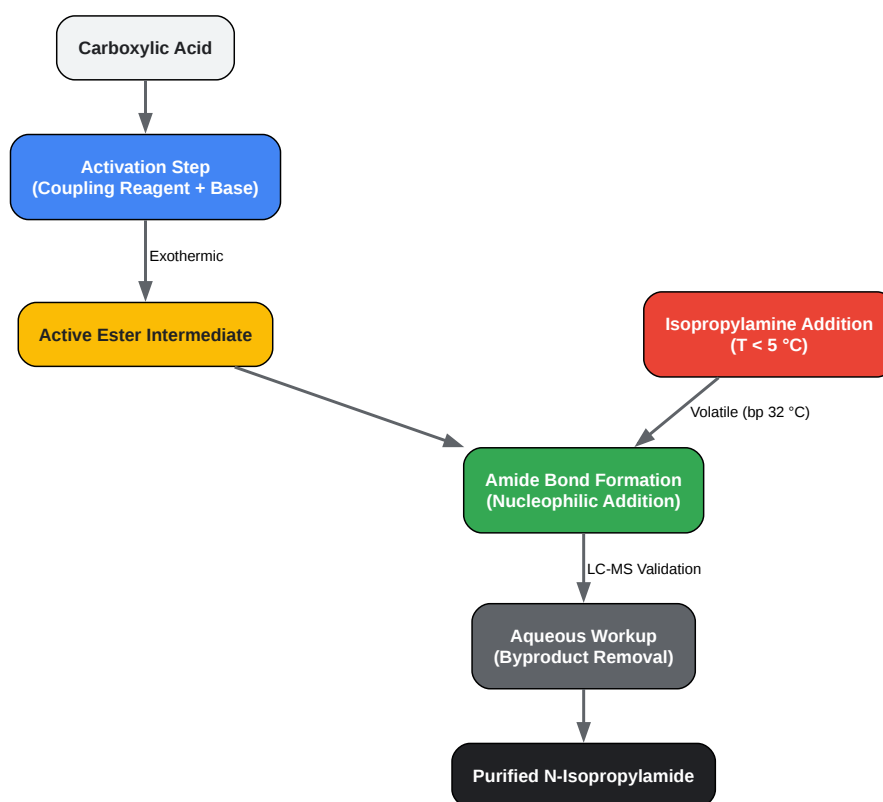 Carboxylic Acid
Activation Step
(Coupling Reagent + Base)
Exothermic
Active Ester Intermediate
Isopropylamine Addition
(T < 5 °C)
Volatile (bp 32 °C)
Amide Bond Formation
(Nucleophilic Addition)
LC-MS Validation
Aqueous Workup
(Byproduct Removal)
Purified N-Isopropylamide